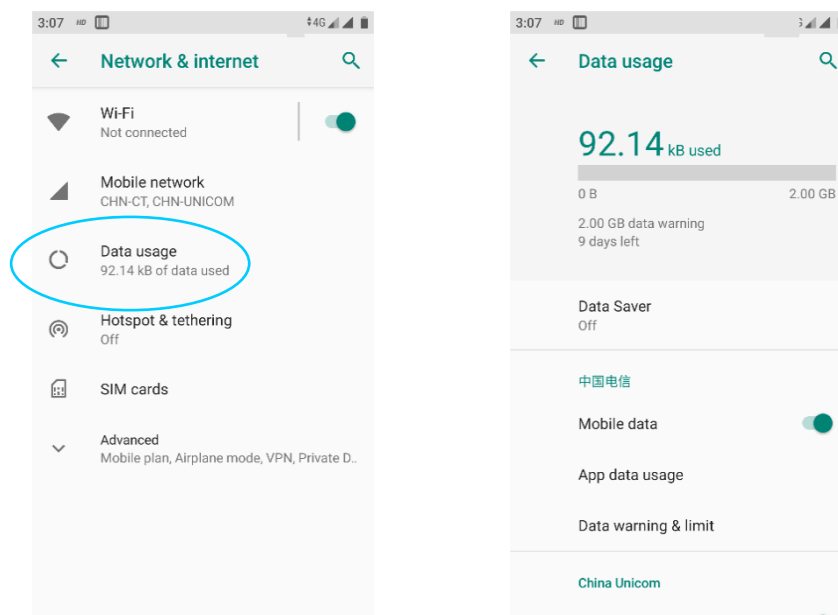 3:07 HD 4G
Network & internet
Wi-Fi
Not connected
Mobile network
CHN-CT, CHN-UNICOM
Data usage
92.14 kB of data used
Hotspot & tethering
Off
SIM cards
Advanced
Mobile plan, Airplane mode, VPN, Private D..
3:07 HD
Data usage
92.14 kB used
0 B 2.00 GB
2.00 GB data warning
9 days left
Data Saver
Off
中国电信
Mobile data
App data usage
Data warning & limit
China Unicom